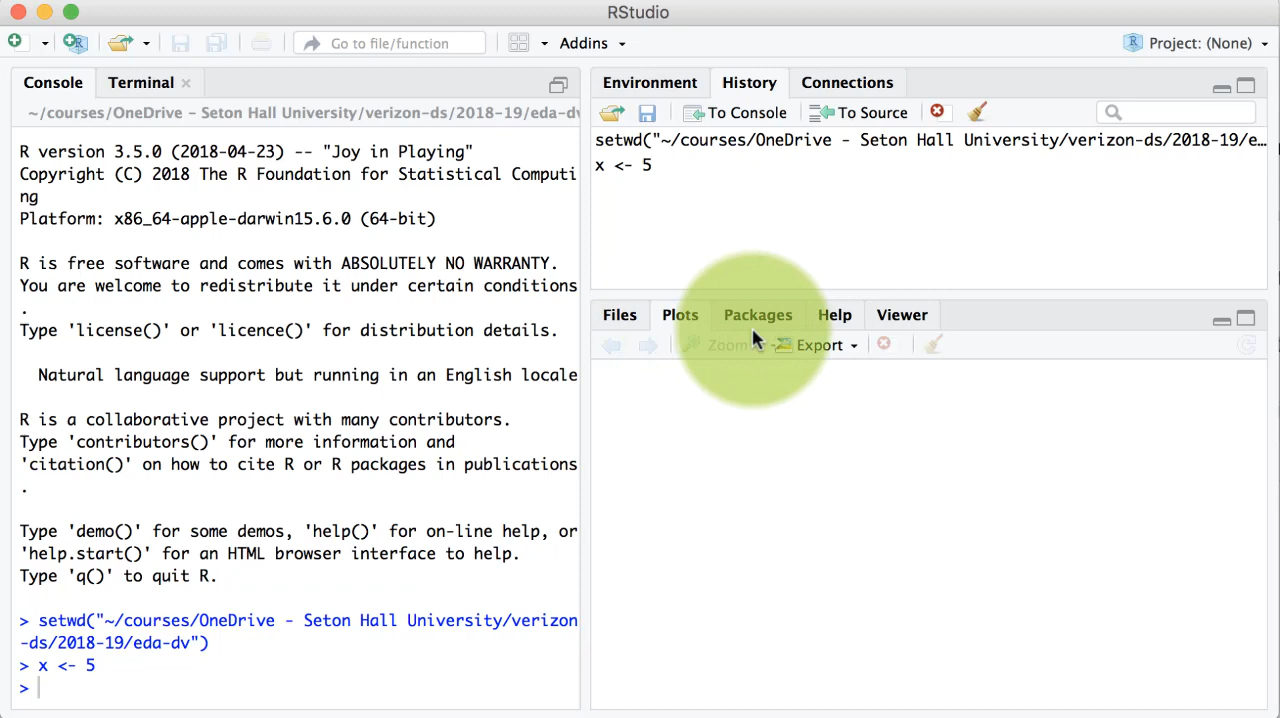 RStudio
Go to file/function
Addins
Project: (None)
Console
Terminal
~/courses/OneDrive - Seton Hall University/verizon-ds/2018-19/eda-dv
R version 3.5.0 (2018-04-23) -- "Joy in Playing"
Copyright (C) 2018 The R Foundation for Statistical Computi
ng
Platform: x86_64-apple-darwin15.6.0 (64-bit)
R is free software and comes with ABSOLUTELY NO WARRANTY.
You are welcome to redistribute it under certain conditions
.
Type 'license()' or 'licence()' for distribution details.
Natural language support but running in an English locale
R is a collaborative project with many contributors.
Type 'contributors()' for more information and
'citation()' on how to cite R or R packages in publications
.
Type 'demo()' for some demos, 'help()' for on-line help, or
'help.start()' for an HTML browser interface to help.
Type 'q()' to quit R.
> setwd("~/courses/OneDrive - Seton Hall University/verizon
-ds/2018-19/eda-dv")
> x <- 5
>
Environment
History
Connections
To Console
To Source
setwd("~/courses/OneDrive - Seton Hall University/verizon-ds/2018-19/e…
x <- 5
Files
Plots
Packages
Help
Viewer
Zoom
Export